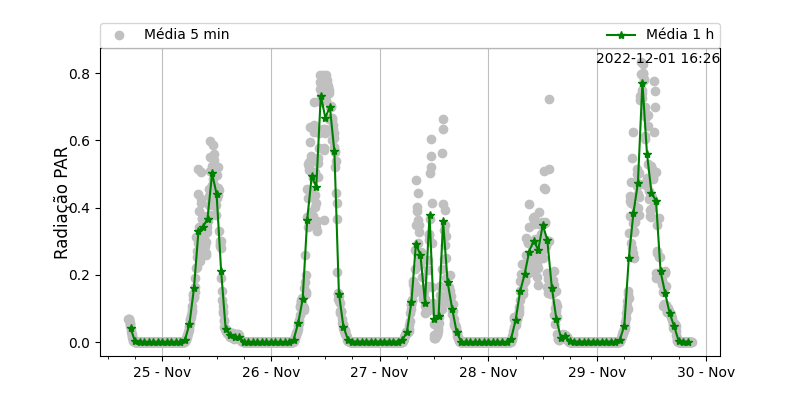 Média 5 min
Média 1 h
2022-12-01 16:26
Radiação PAR
0.8
0.6
0.4
0.2
0.0
25 - Nov
26 - Nov
27 - Nov
28 - Nov
29 - Nov
30 - Nov